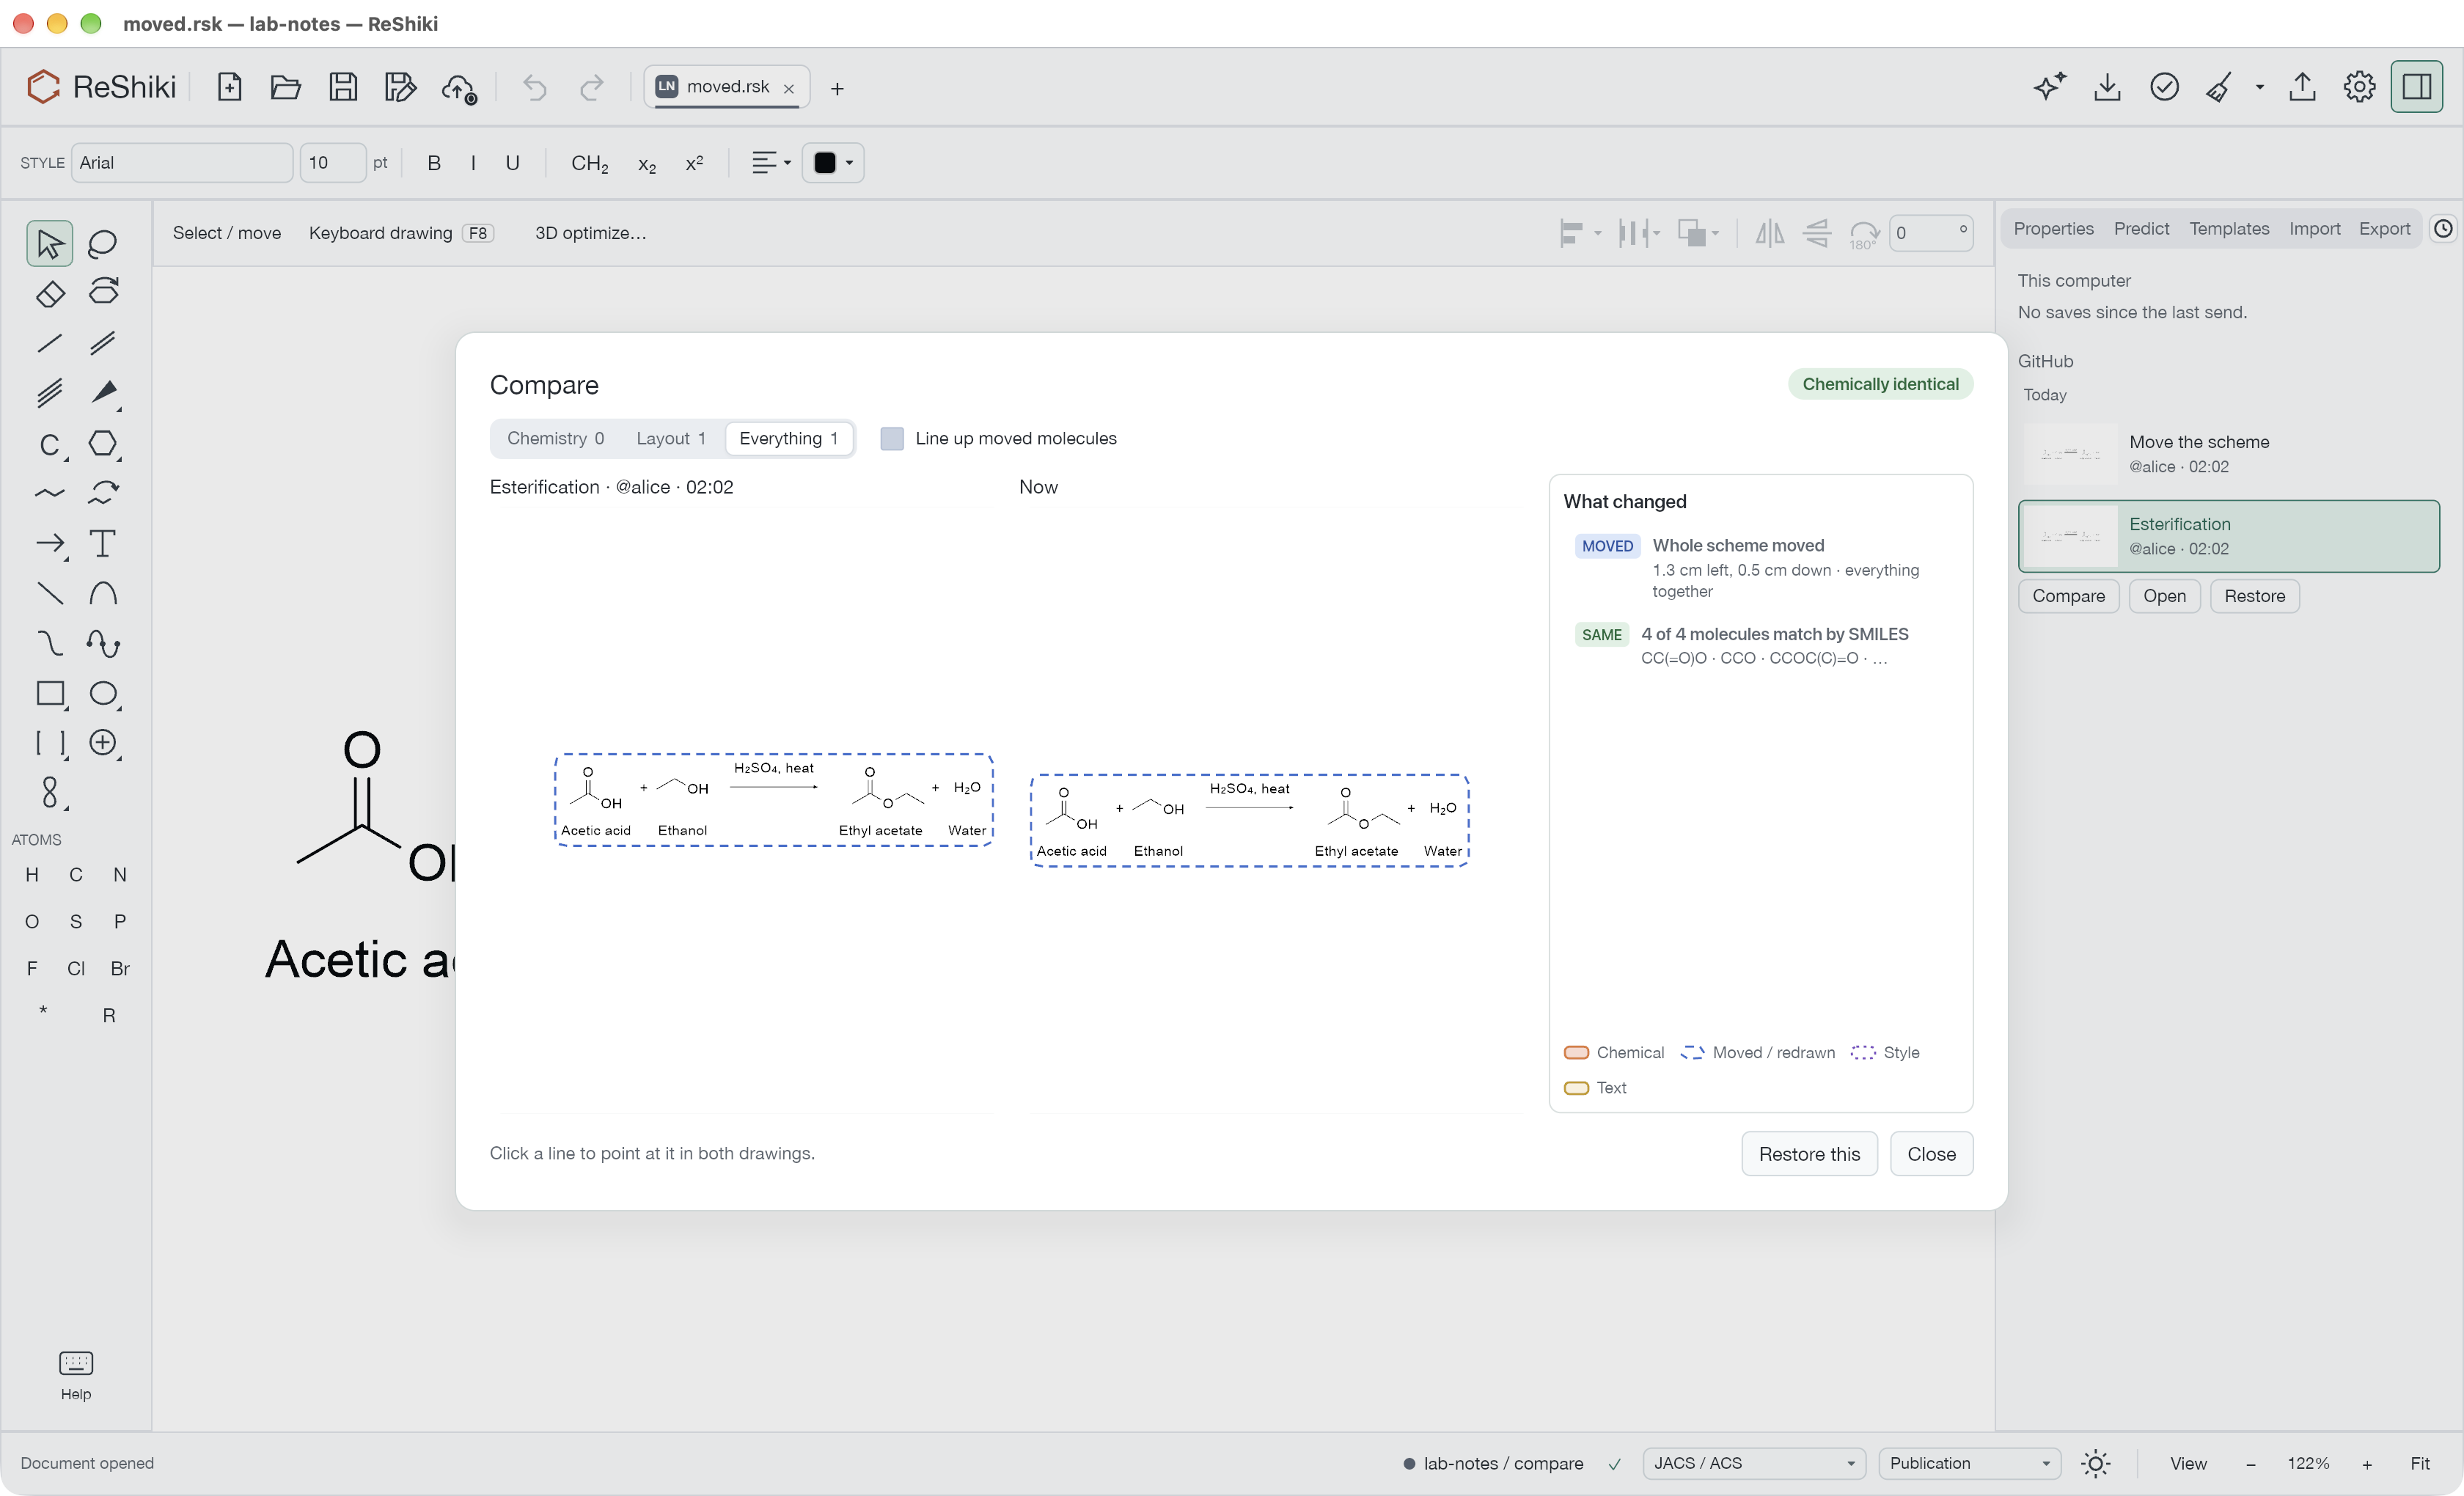 moved.rsk — lab-notes — ReShiki
ReShiki
LN moved.rsk × +
STYLE Arial 10 pt B I U CH₂ x₂ x²
Select / move Keyboard drawing F8 3D optimize…
180° 0 °
Properties Predict Templates Import Export
This computer
No saves since the last send.
GitHub
Today
Move the scheme
@alice · 02:02
Esterification
@alice · 02:02
Compare Open Restore
C
T
ATOMS
H C N
O S P
F Cl Br
* R
Help
O
OH
Acetic ac
Compare
Chemically identical
Chemistry 0 Layout 1 Everything 1 Line up moved molecules
Esterification · @alice · 02:02
Now
O
OH
+
OH
H₂SO₄, heat
O
O
+ H₂O
Acetic acid Ethanol Ethyl acetate Water
O
OH
+
OH
H₂SO₄, heat
O
O
+ H₂O
Acetic acid Ethanol Ethyl acetate Water
What changed
MOVED Whole scheme moved
1.3 cm left, 0.5 cm down · everything
together
SAME 4 of 4 molecules match by SMILES
CC(=O)O · CCO · CCOC(C)=O · …
Chemical Moved / redrawn Style
Text
Click a line to point at it in both drawings.
Restore this Close
Document opened
lab-notes / compare ✓ JACS / ACS Publication View − 122% + Fit